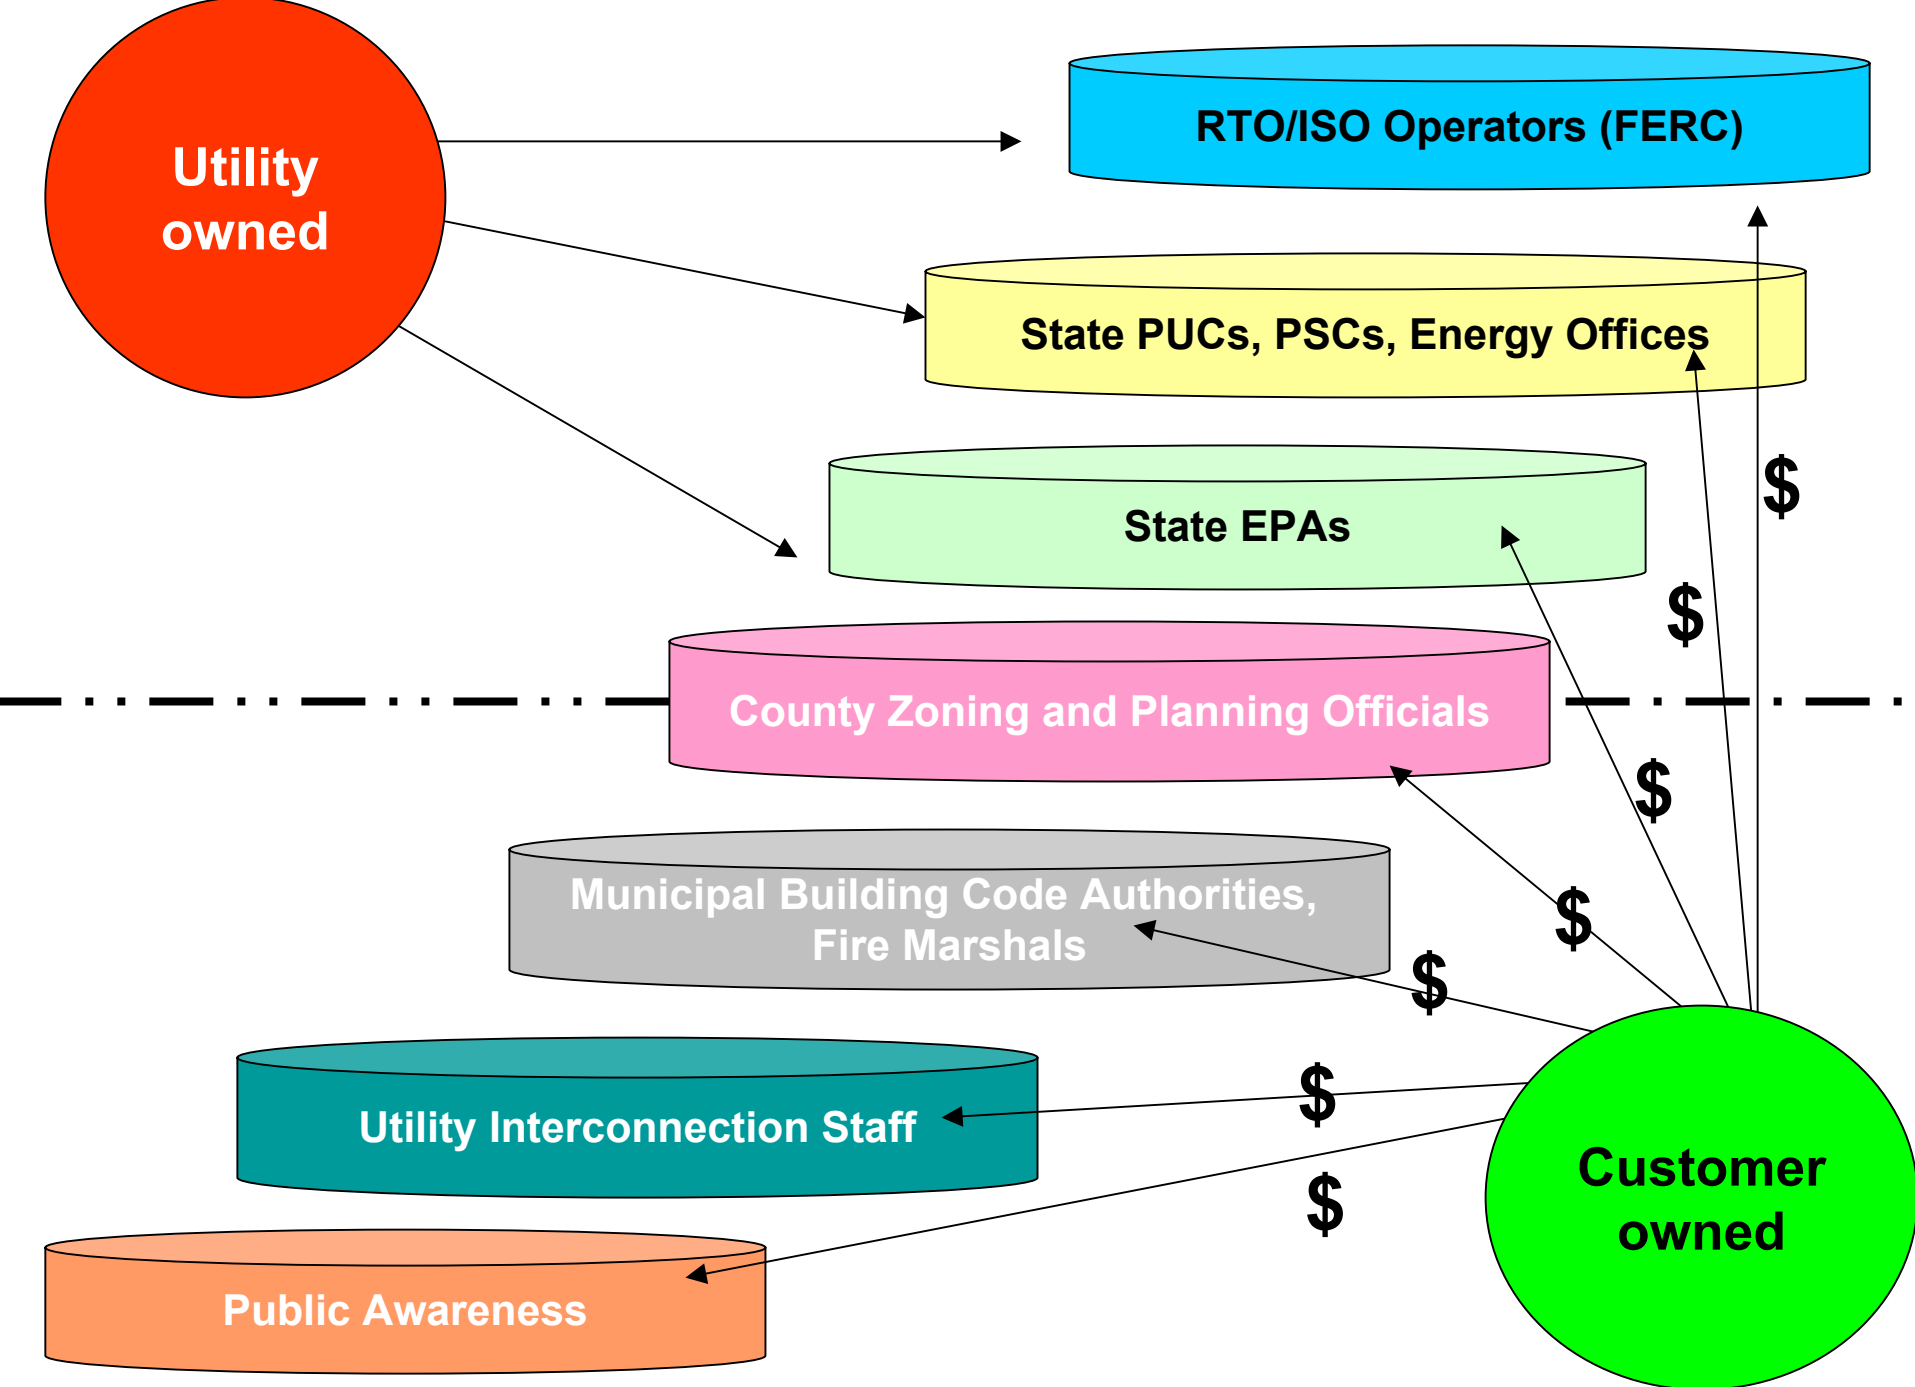 Utility
owned
RTO/ISO Operators (FERC)
State PUCs, PSCs, Energy Offices
$
State EPAs
$
County Zoning and Planning Officials
$
Municipal Building Code Authorities,
Fire Marshals
$
$
Utility Interconnection Staff
$
$
Customer
owned
Public Awareness